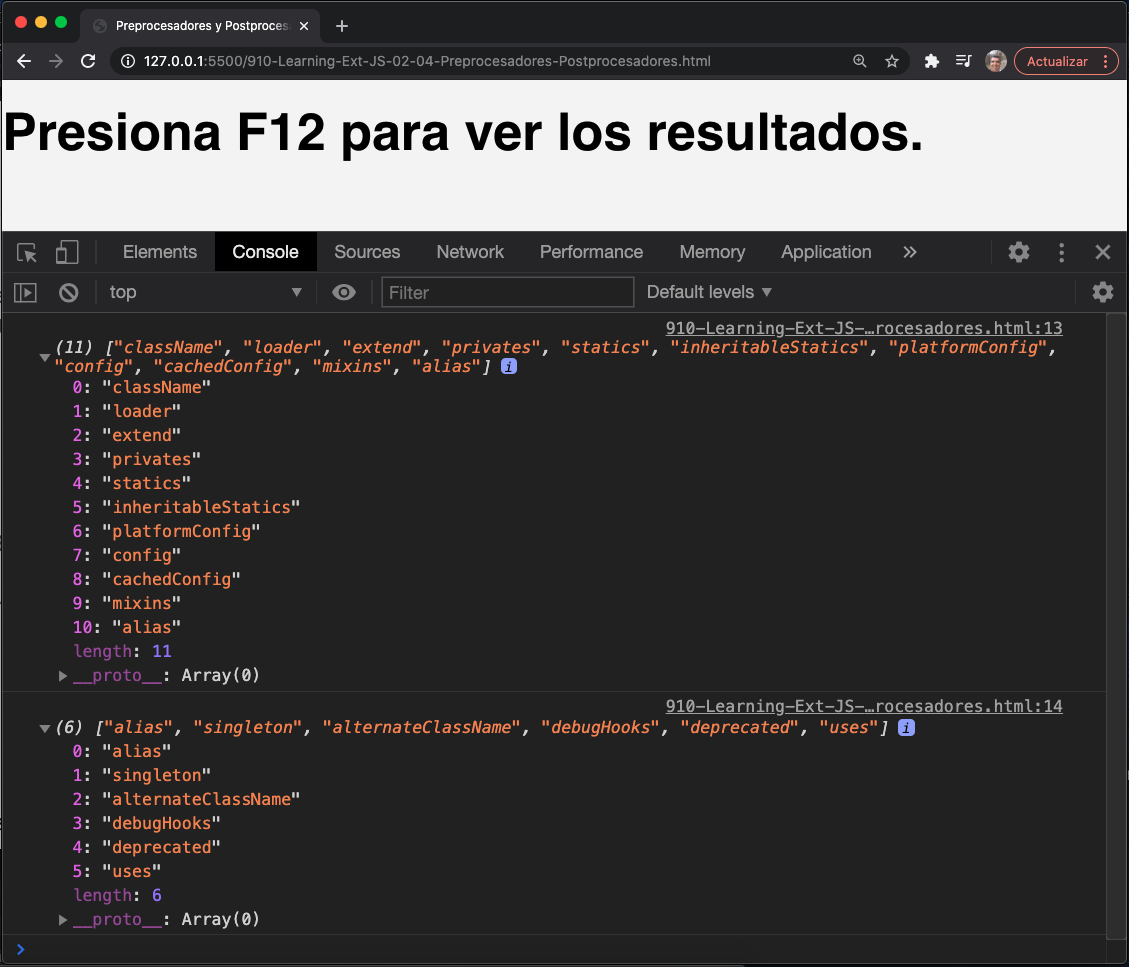 Preprocesadores y Postproces
127.0.0.1:5500/910-Learning-Ext-JS-02-04-Preprocesadores-Postprocesadores.html
Actualizar
Presiona F12 para ver los resultados.
Elements Console Sources Network Performance Memory Application »
top Filter Default levels ▼
910-Learning-Ext-JS-…rocesadores.html:13
(11) ["className", "loader", "extend", "privates", "statics", "inheritableStatics", "platformConfig",
"config", "cachedConfig", "mixins", "alias"] i
0: "className"
1: "loader"
2: "extend"
3: "privates"
4: "statics"
5: "inheritableStatics"
6: "platformConfig"
7: "config"
8: "cachedConfig"
9: "mixins"
10: "alias"
length: 11
__proto__: Array(0)
910-Learning-Ext-JS-…rocesadores.html:14
(6) ["alias", "singleton", "alternateClassName", "debugHooks", "deprecated", "uses"] i
0: "alias"
1: "singleton"
2: "alternateClassName"
3: "debugHooks"
4: "deprecated"
5: "uses"
length: 6
__proto__: Array(0)